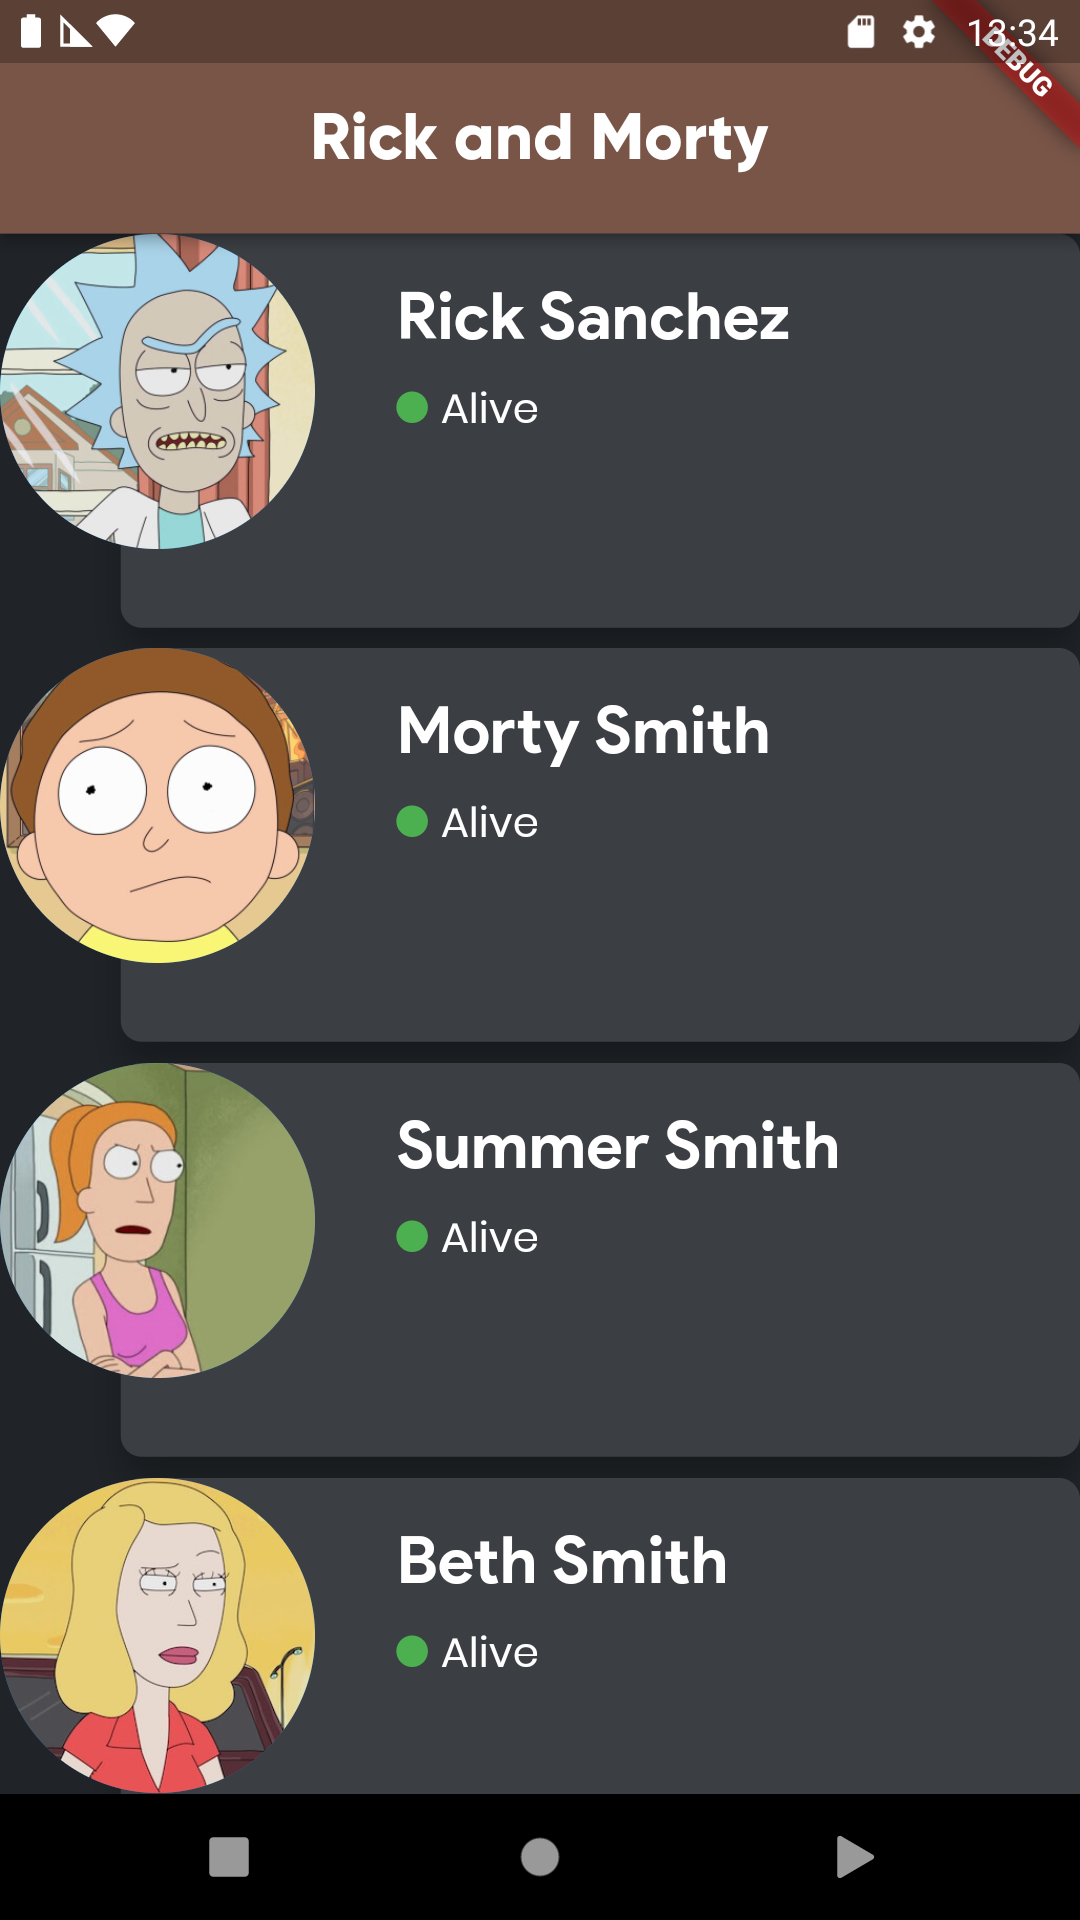 13:34
DEBUG
Rick and Morty
Rick Sanchez
Alive
Morty Smith
Alive
Summer Smith
Alive
Beth Smith
Alive